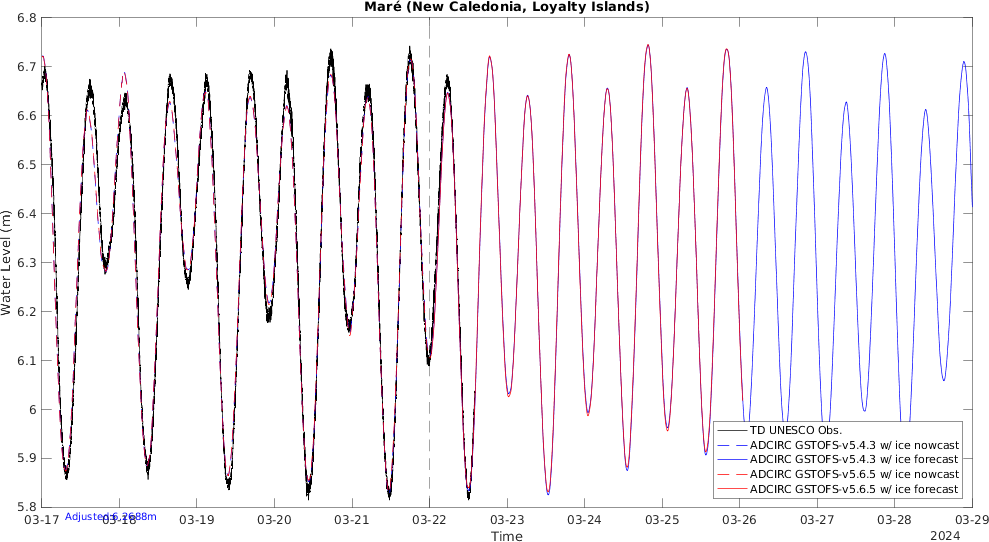 Maré (New Caledonia, Loyalty Islands)
Water Level (m)
6.8
6.7
6.6
6.5
6.4
6.3
6.2
6.1
6
5.9
5.8
TD UNESCO Obs.
ADCIRC GSTOFS-v5.4.3 w/ ice nowcast
ADCIRC GSTOFS-v5.4.3 w/ ice forecast
ADCIRC GSTOFS-v5.6.5 w/ ice nowcast
ADCIRC GSTOFS-v5.6.5 w/ ice forecast
03-17 03-18 03-19 03-20 03-21 03-22 03-23 03-24 03-25 03-26 03-27 03-28 03-29
Adjusted 6.2688m
Time
2024